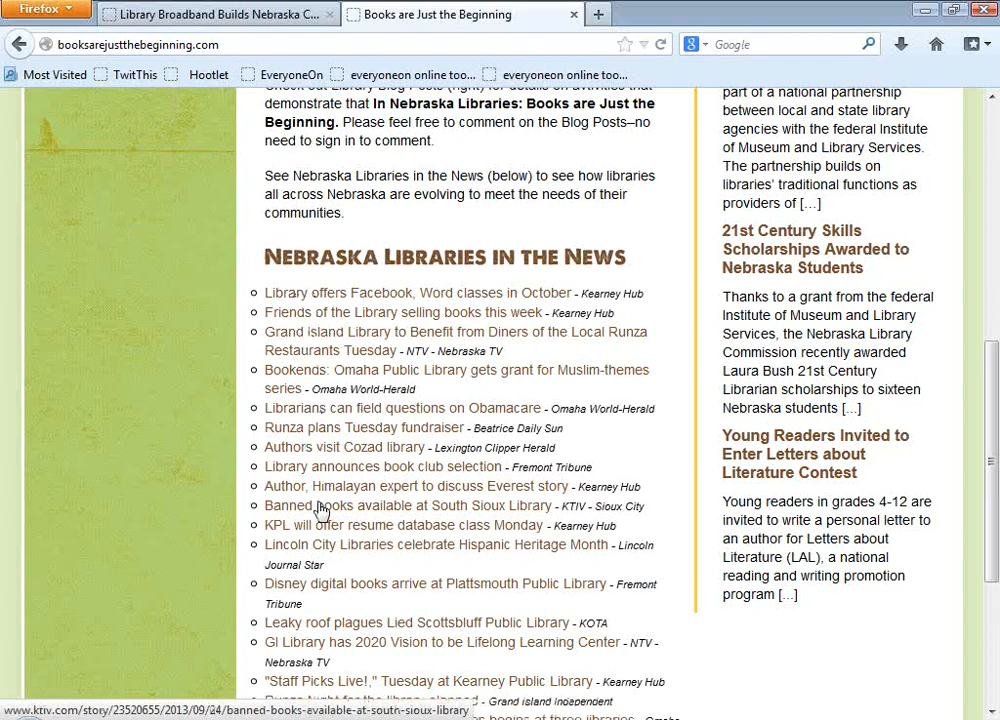 Firefox
Library Broadband Builds Nebraska C... ×
Books are Just the Beginning ×
booksarejustthebeginning.com
Google
Most Visited TwitThis Hootlet EveryoneOn everyoneon online too... everyoneon online too...
demonstrate that In Nebraska Libraries: Books are Just the
Beginning. Please feel free to comment on the Blog Posts–no
need to sign in to comment.
See Nebraska Libraries in the News (below) to see how libraries
all across Nebraska are evolving to meet the needs of their
communities.
NEBRASKA LIBRARIES IN THE NEWS
Library offers Facebook, Word classes in October - Kearney Hub
Friends of the Library selling books this week - Kearney Hub
Grand island Library to Benefit from Diners of the Local Runza
Restaurants Tuesday - NTV - Nebraska TV
Bookends: Omaha Public Library gets grant for Muslim-themes
series - Omaha World-Herald
Librarians can field questions on Obamacare - Omaha World-Herald
Runza plans Tuesday fundraiser - Beatrice Daily Sun
Authors visit Cozad library - Lexington Clipper Herald
Library announces book club selection - Fremont Tribune
Author, Himalayan expert to discuss Everest story - Kearney Hub
Banned books available at South Sioux Library - KTIV - Sioux City
KPL will offer resume database class Monday - Kearney Hub
Lincoln City Libraries celebrate Hispanic Heritage Month - Lincoln
Journal Star
Disney digital books arrive at Plattsmouth Public Library - Fremont
Tribune
Leaky roof plagues Lied Scottsbluff Public Library - KOTA
GI Library has 2020 Vision to be Lifelong Learning Center - NTV -
Nebraska TV
"Staff Picks Live!," Tuesday at Kearney Public Library - Kearney Hub
Grand island Independent
begins at three libraries - Omaha
part of a national partnership
between local and state library
agencies with the federal Institute
of Museum and Library Services.
The partnership builds on
libraries' traditional functions as
providers of [...]
21st Century Skills
Scholarships Awarded to
Nebraska Students
Thanks to a grant from the federal
Institute of Museum and Library
Services, the Nebraska Library
Commission recently awarded
Laura Bush 21st Century
Librarian scholarships to sixteen
Nebraska students [...]
Young Readers Invited to
Enter Letters about
Literature Contest
Young readers in grades 4-12 are
invited to write a personal letter to
an author for Letters about
Literature (LAL), a national
reading and writing promotion
program [...]
www.ktiv.com/story/23520655/2013/09/24/banned-books-available-at-south-sioux-library